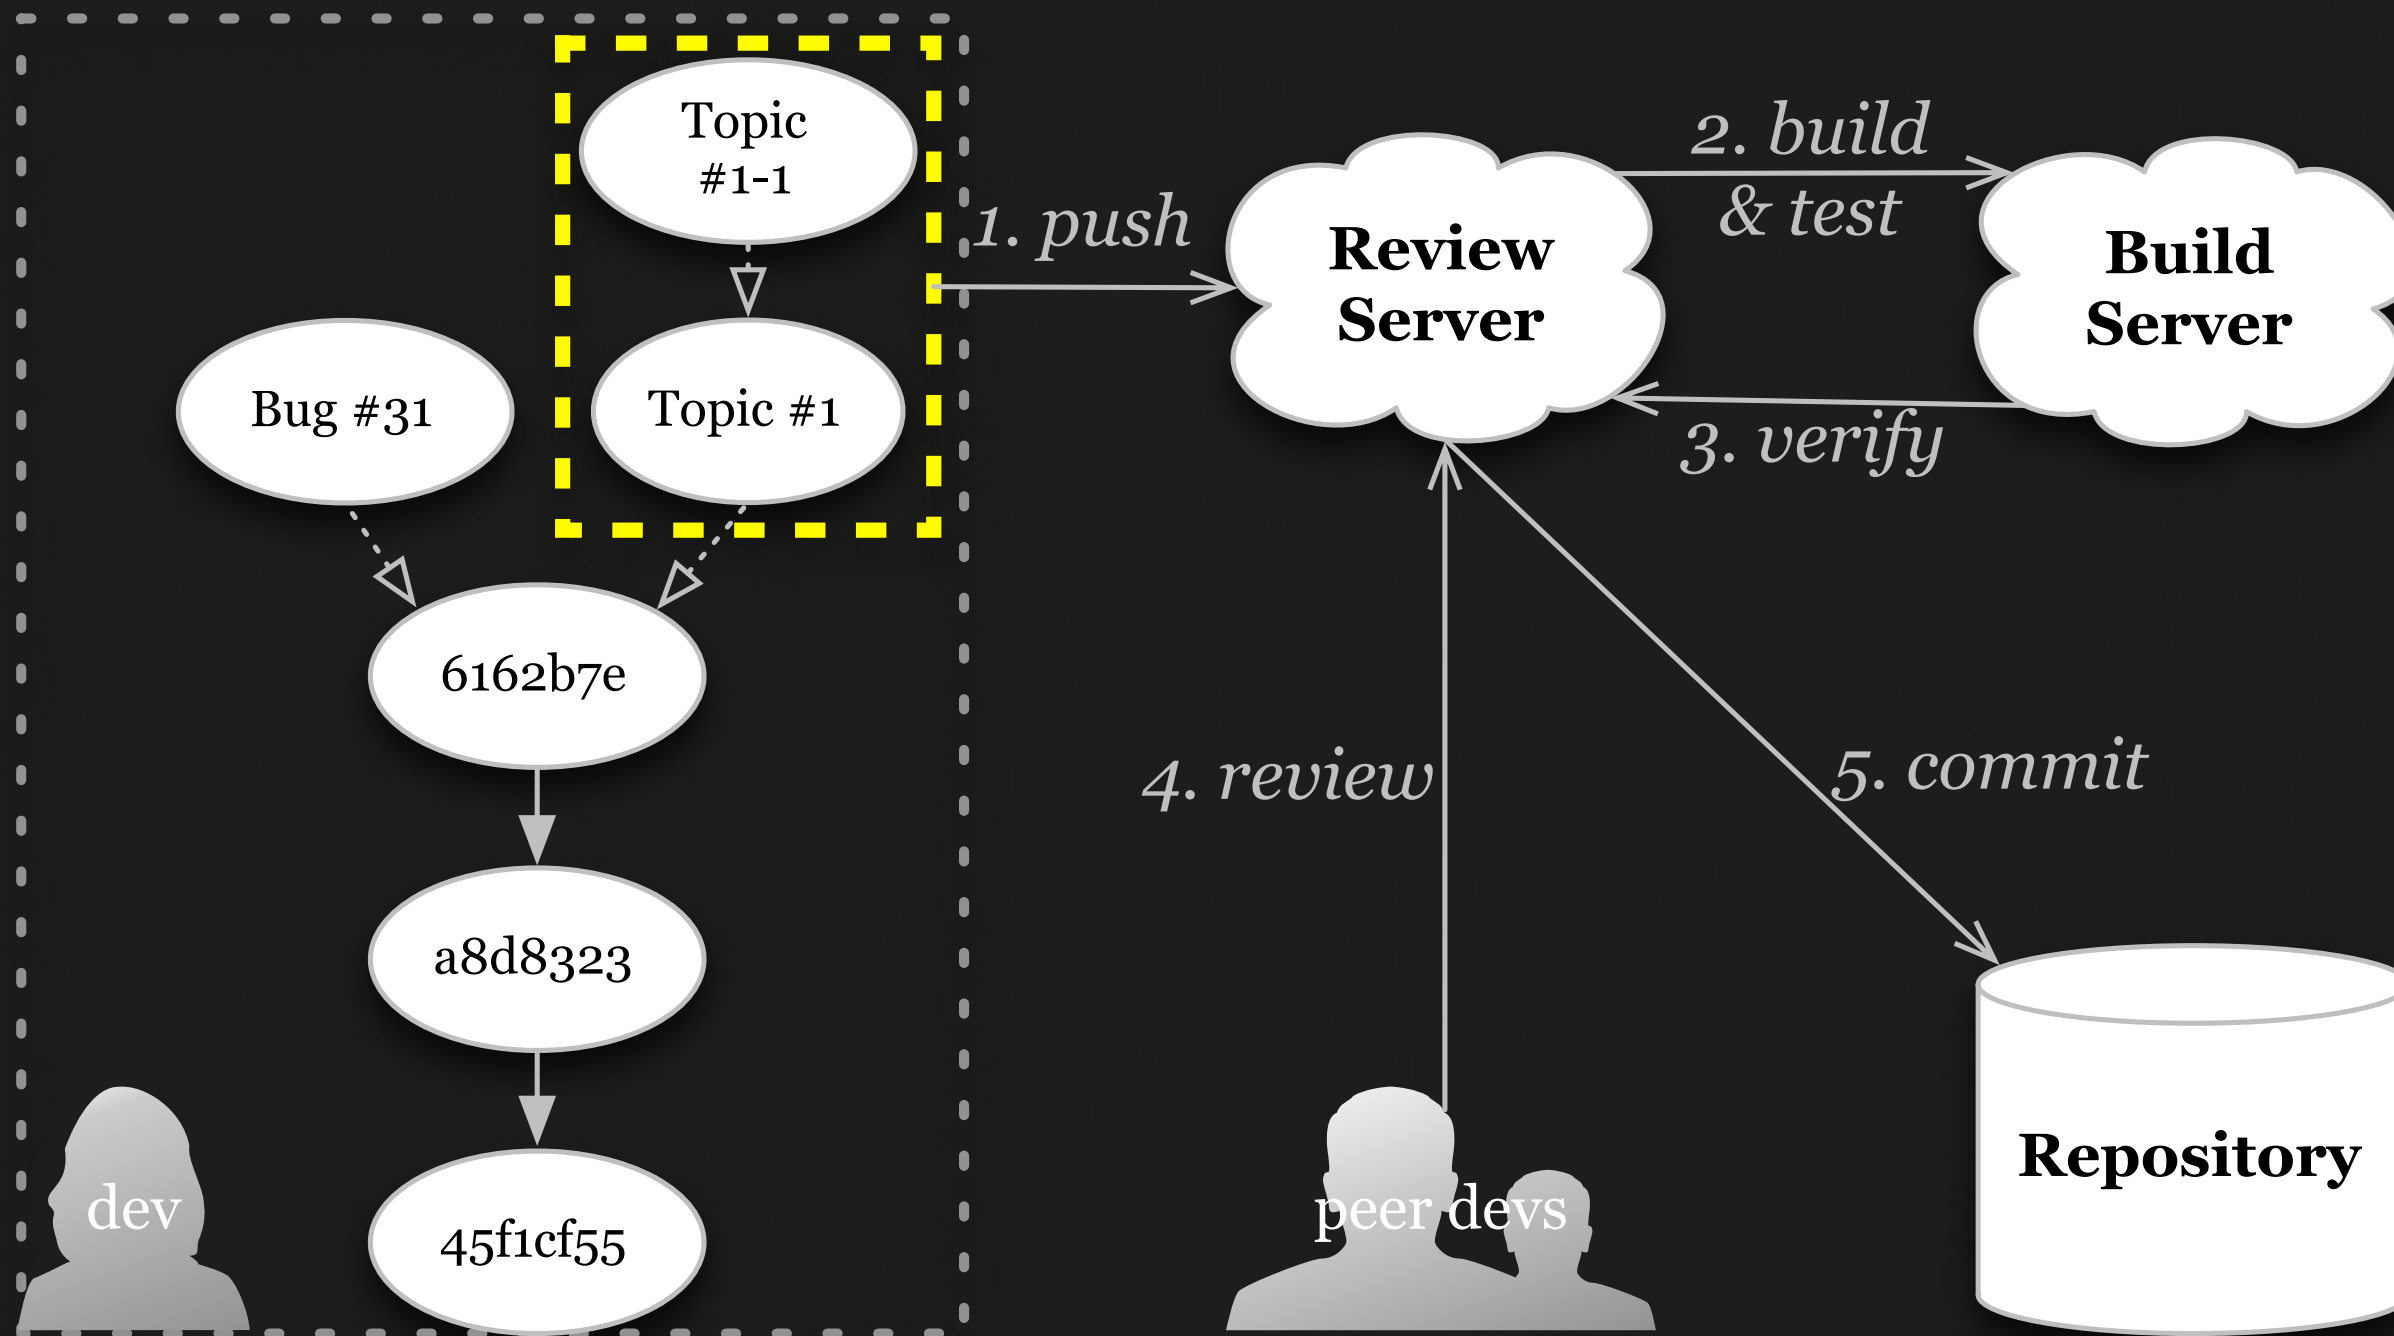 Topic
#1-1
Bug #31
Topic #1
6162b7e
a8d8323
45f1cf55
dev
1. push
Review
Server
2. build
& test
Build
Server
3. verify
4. review
5. commit
peer devs
Repository